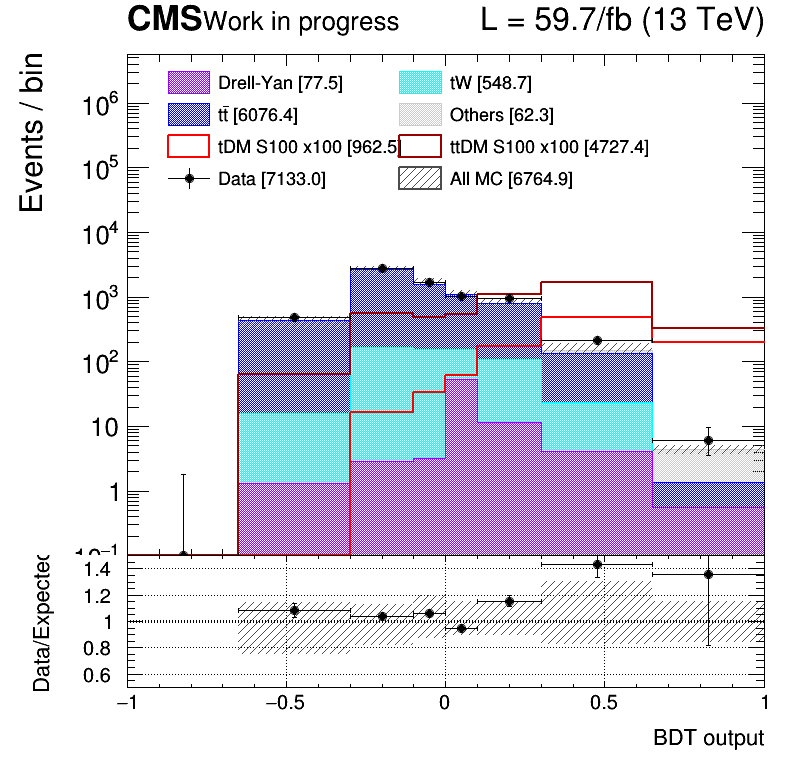 CMS Work in progress L = 59.7/fb (13 TeV)
Events / bin
Drell-Yan [77.5] tW [548.7]
tt̄ [6076.4] Others [62.3]
tDM S100 x100 [962.5] ttDM S100 x100 [4727.4]
Data [7133.0] All MC [6764.9]
10⁶
10⁵
10⁴
10³
10²
10
1
10⁻¹
Data/Expected
1.4
1.2
1
0.8
0.6
−1 −0.5 0 0.5 1
BDT output